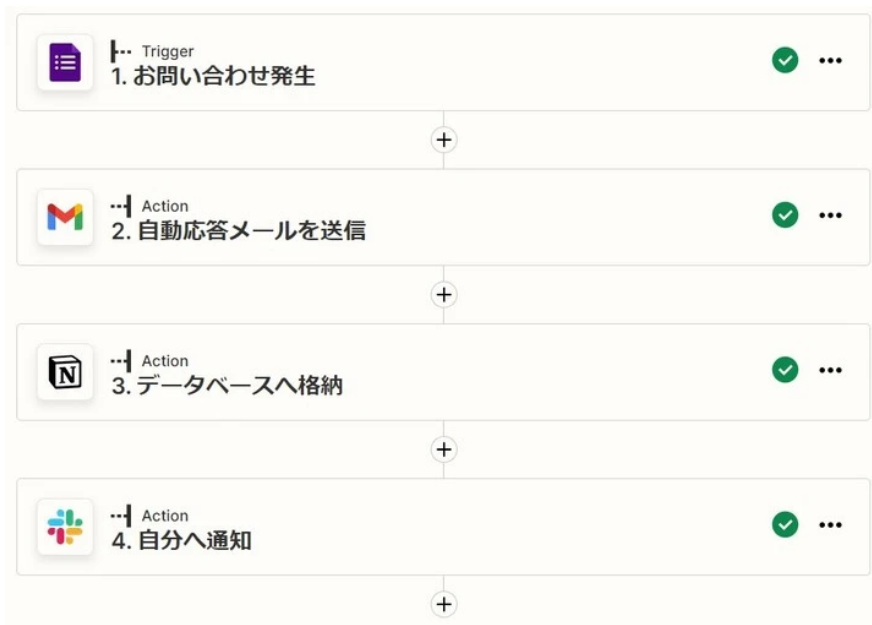 Trigger
1. お問い合わせ発生
Action
2. 自動応答メールを送信
Action
3. データベースへ格納
Action
4. 自分へ通知